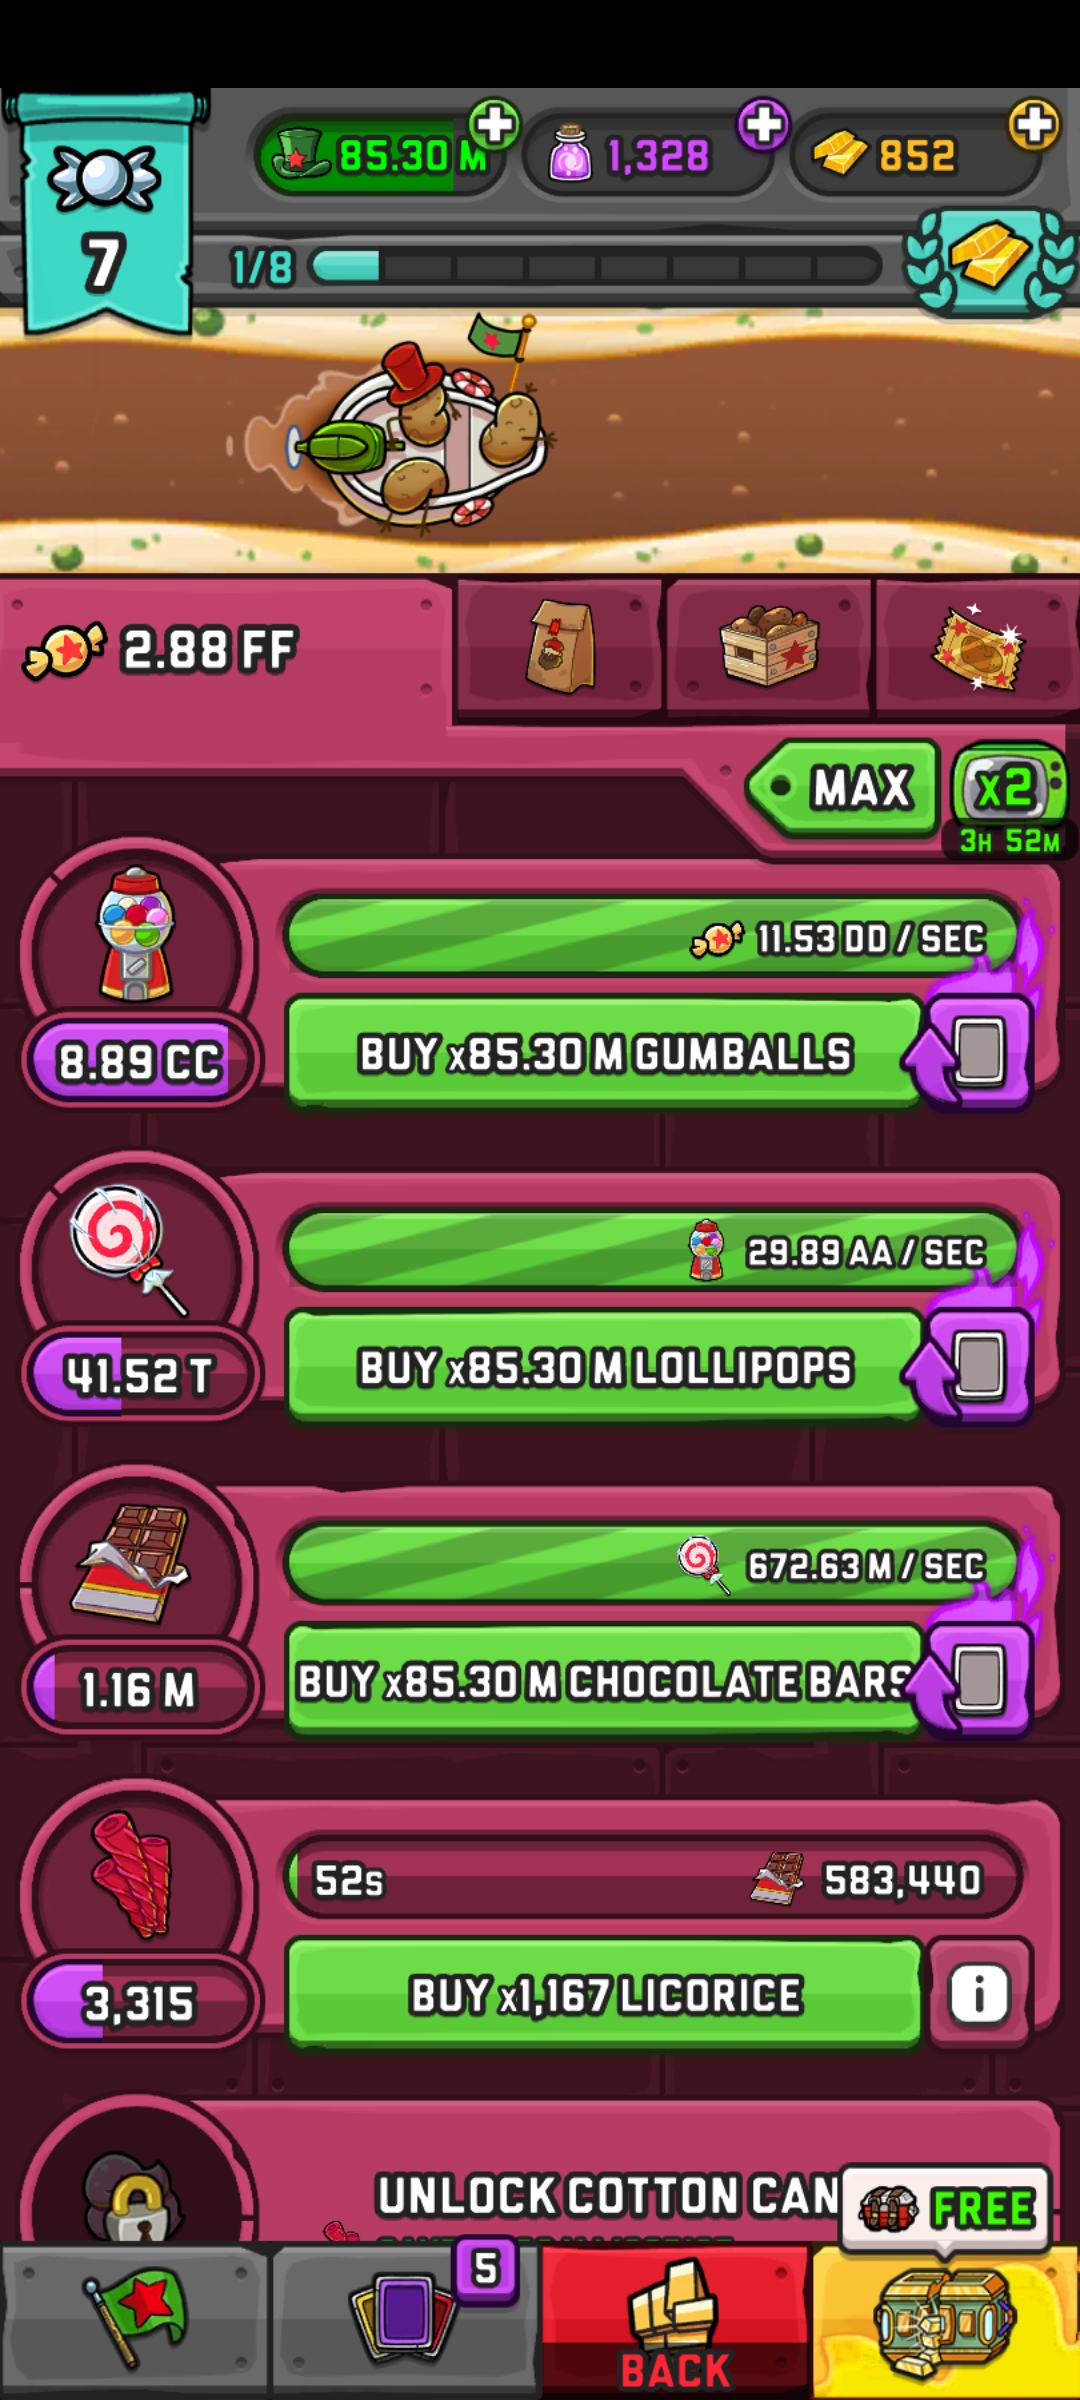 85.30 M
1,328
852
7
1/8
2.88 FF
MAX
x2
3H 52M
11.53 DD / SEC
8.89 CC
BUY x85.30 M GUMBALLS
29.89 AA / SEC
41.52 T
BUY x85.30 M LOLLIPOPS
672.63 M / SEC
1.16 M
BUY x85.30 M CHOCOLATE BARS
52s
583,440
3,315
BUY x1,167 LICORICE
i
UNLOCK COTTON CAN
FREE
5
BACK